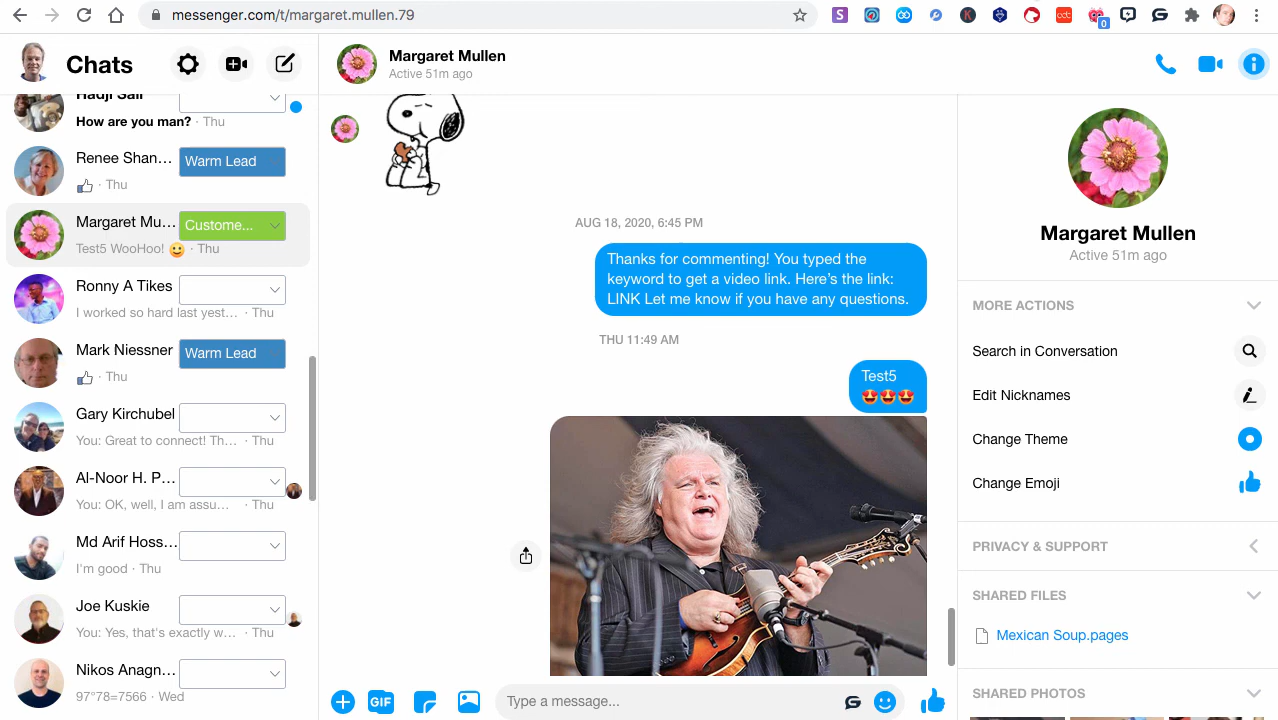 messenger.com/t/margaret.mullen.79
0
Chats
Hadji Sall
How are you man? · Thu
Renee Shan...
Warm Lead
· Thu
Margaret Mu...
Custome...
Test5 WooHoo! 😀 · Thu
Ronny A Tikes
I worked so hard last yest... · Thu
Mark Niessner
Warm Lead
· Thu
Gary Kirchubel
You: Great to connect! Th... · Thu
Al-Noor H. P...
You: OK, well, I am assu... · Thu
Md Arif Hoss...
I'm good · Thu
Joe Kuskie
You: Yes, that's exactly w... · Thu
Nikos Anagn...
97°78=7566 · Wed
Margaret Mullen
Active 51m ago
AUG 18, 2020, 6:45 PM
Thanks for commenting! You typed the
keyword to get a video link. Here's the link:
LINK Let me know if you have any questions.
THU 11:49 AM
Test5
😍😍😍
GIF
Type a message...
Margaret Mullen
Active 51m ago
MORE ACTIONS
Search in Conversation
Edit Nicknames
Change Theme
Change Emoji
PRIVACY & SUPPORT
SHARED FILES
Mexican Soup.pages
SHARED PHOTOS